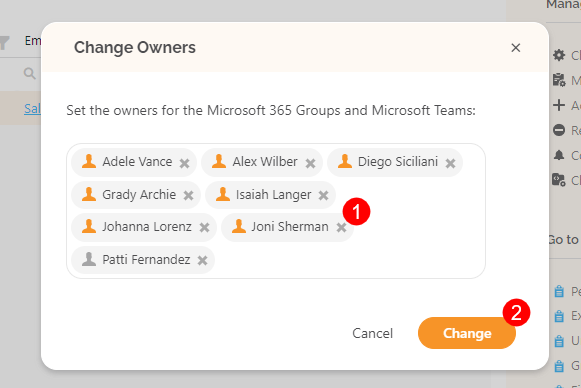 Mana
Em
Sal
Change Owners
×
Set the owners for the Microsoft 365 Groups and Microsoft Teams:
Adele Vance Alex Wilber Diego Siciliani
Grady Archie Isaiah Langer
1
Johanna Lorenz Joni Sherman
Patti Fernandez
Cancel Change 2
Cl
M
A
Re
Co
Cl
Go to
Pe
Ex
U
G